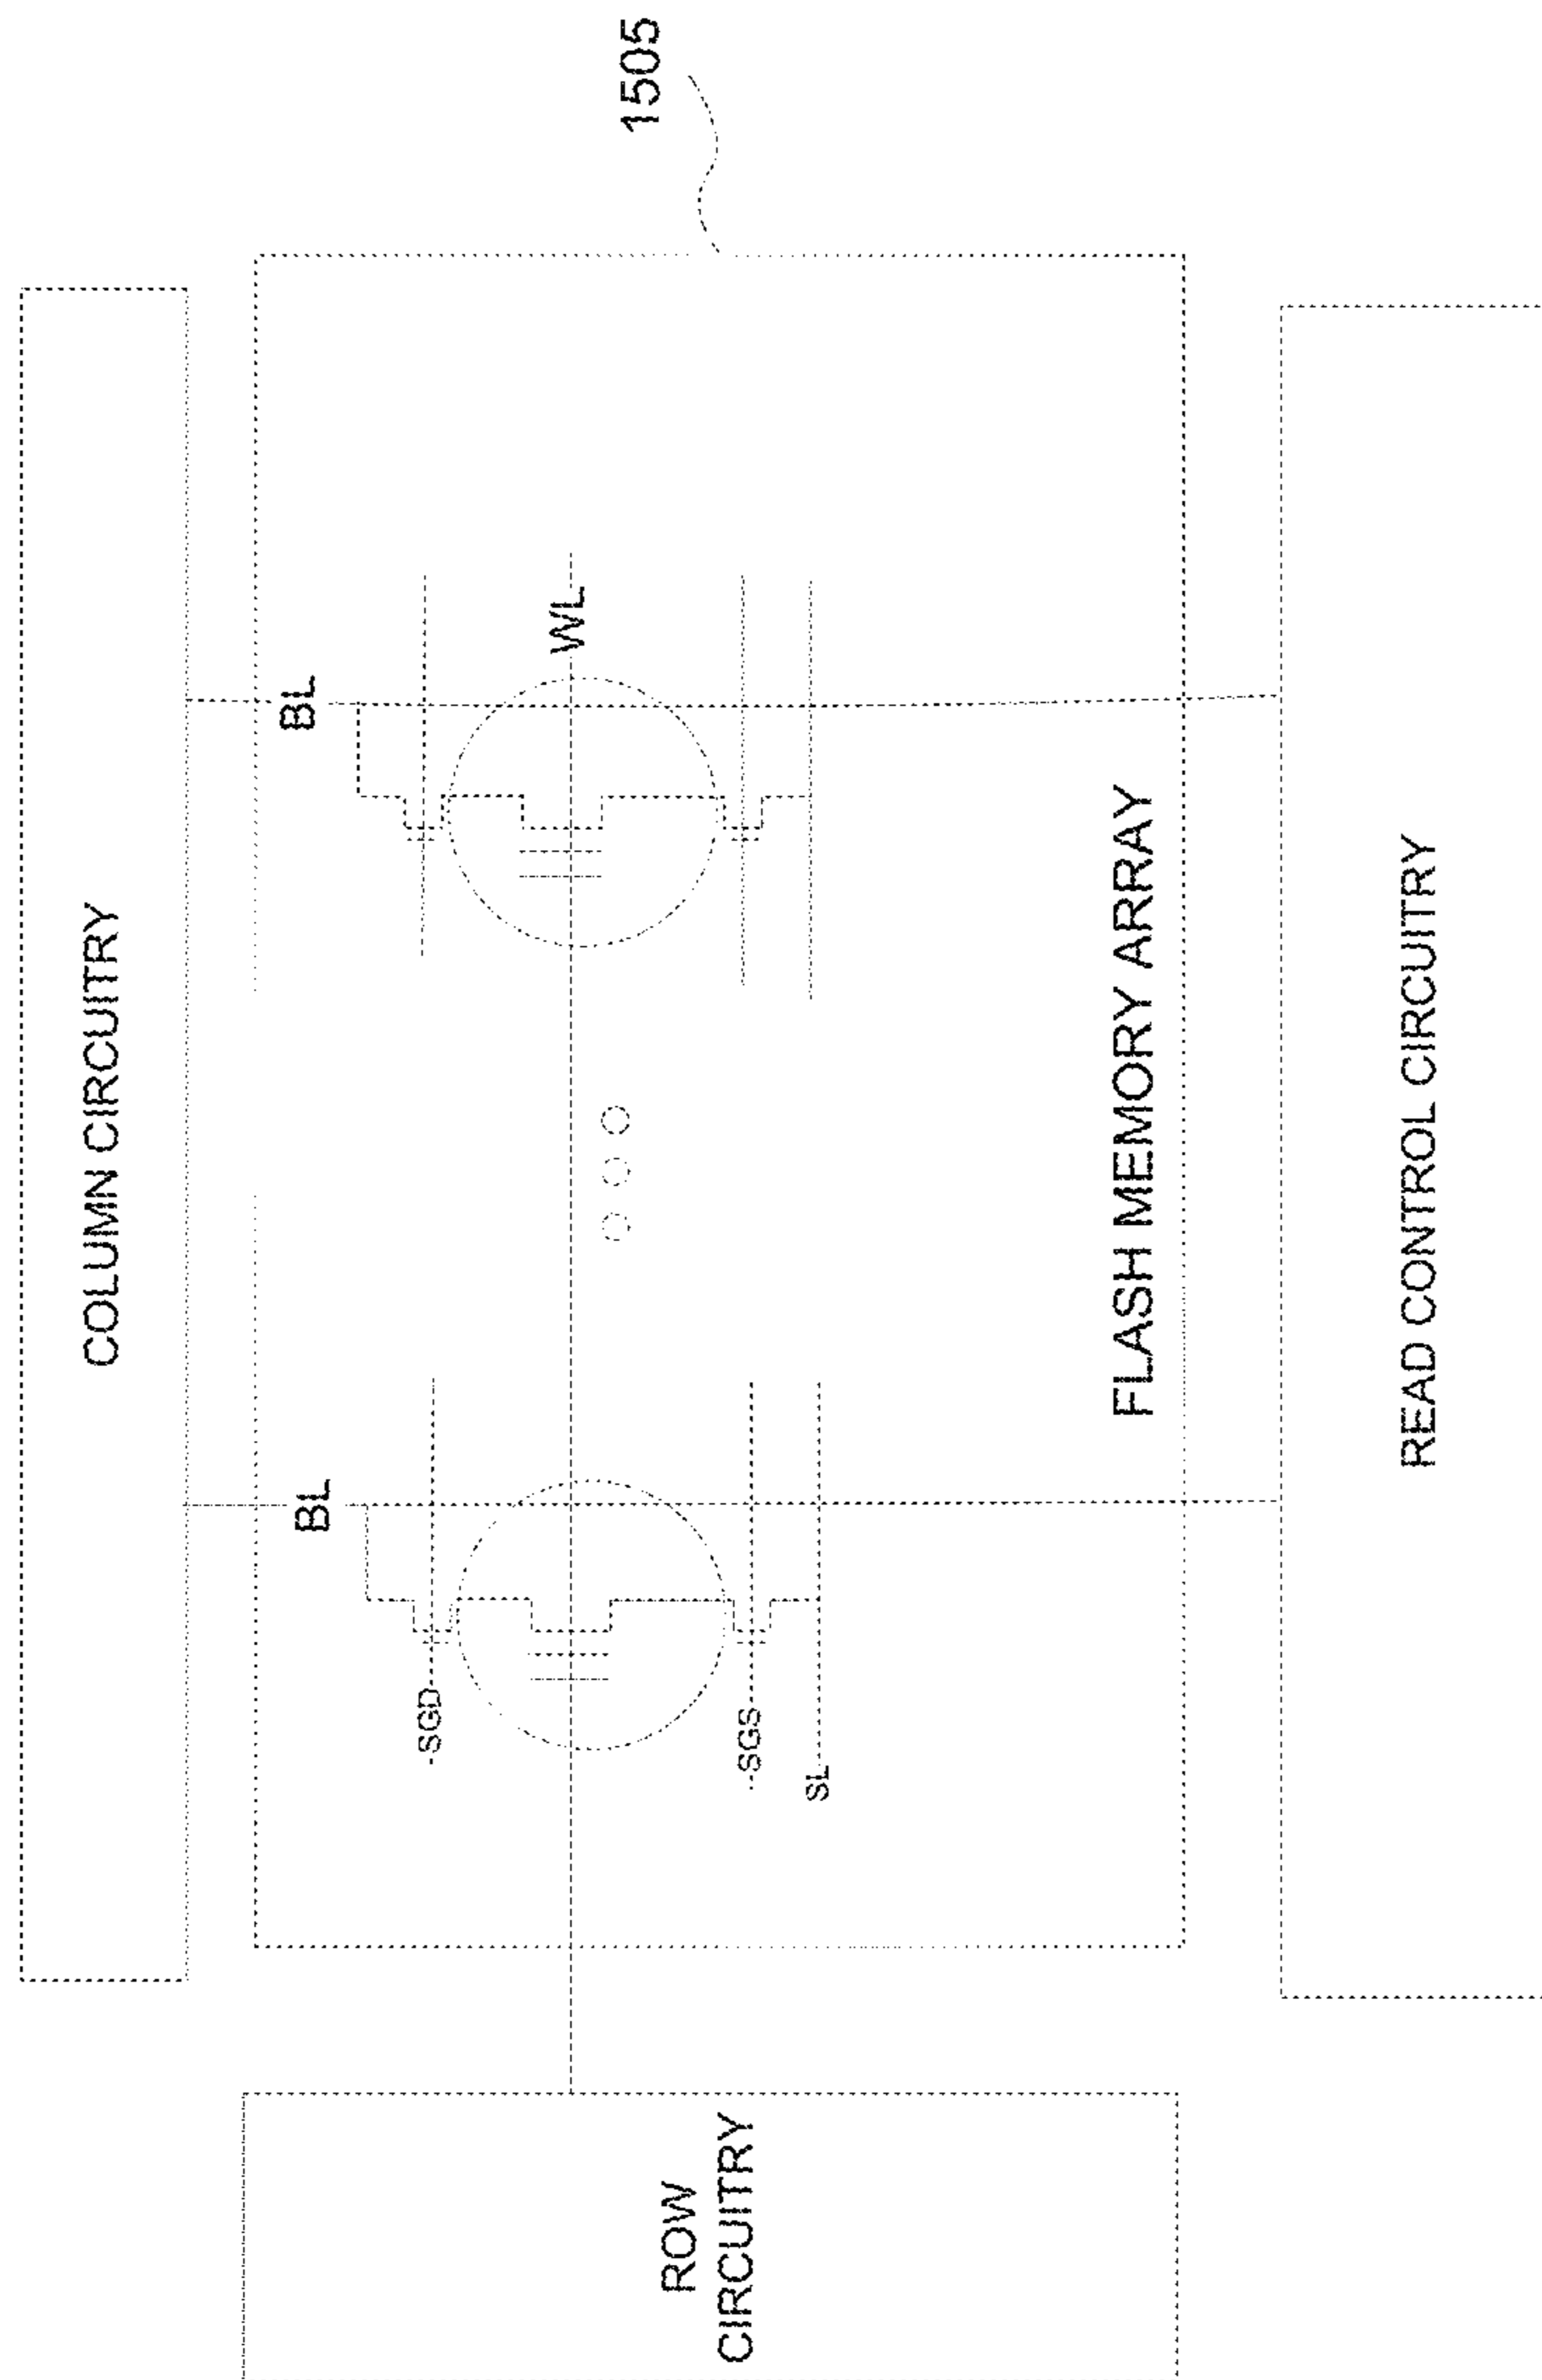 1505
COLUMN CIRCUITRY
BL
BL
WL
-SGD
--SGS
SL
FLASH MEMORY ARRAY
ROW
CIRCUITRY
READ CONTROL CIRCUITRY